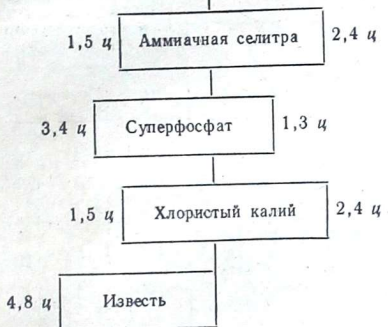 1,5 ц Аммиачная селитра 2,4 ц
3,4 ц Суперфосфат 1,3 ц
1,5 ц Хлористый калий 2,4 ц
4,8 ц Известь